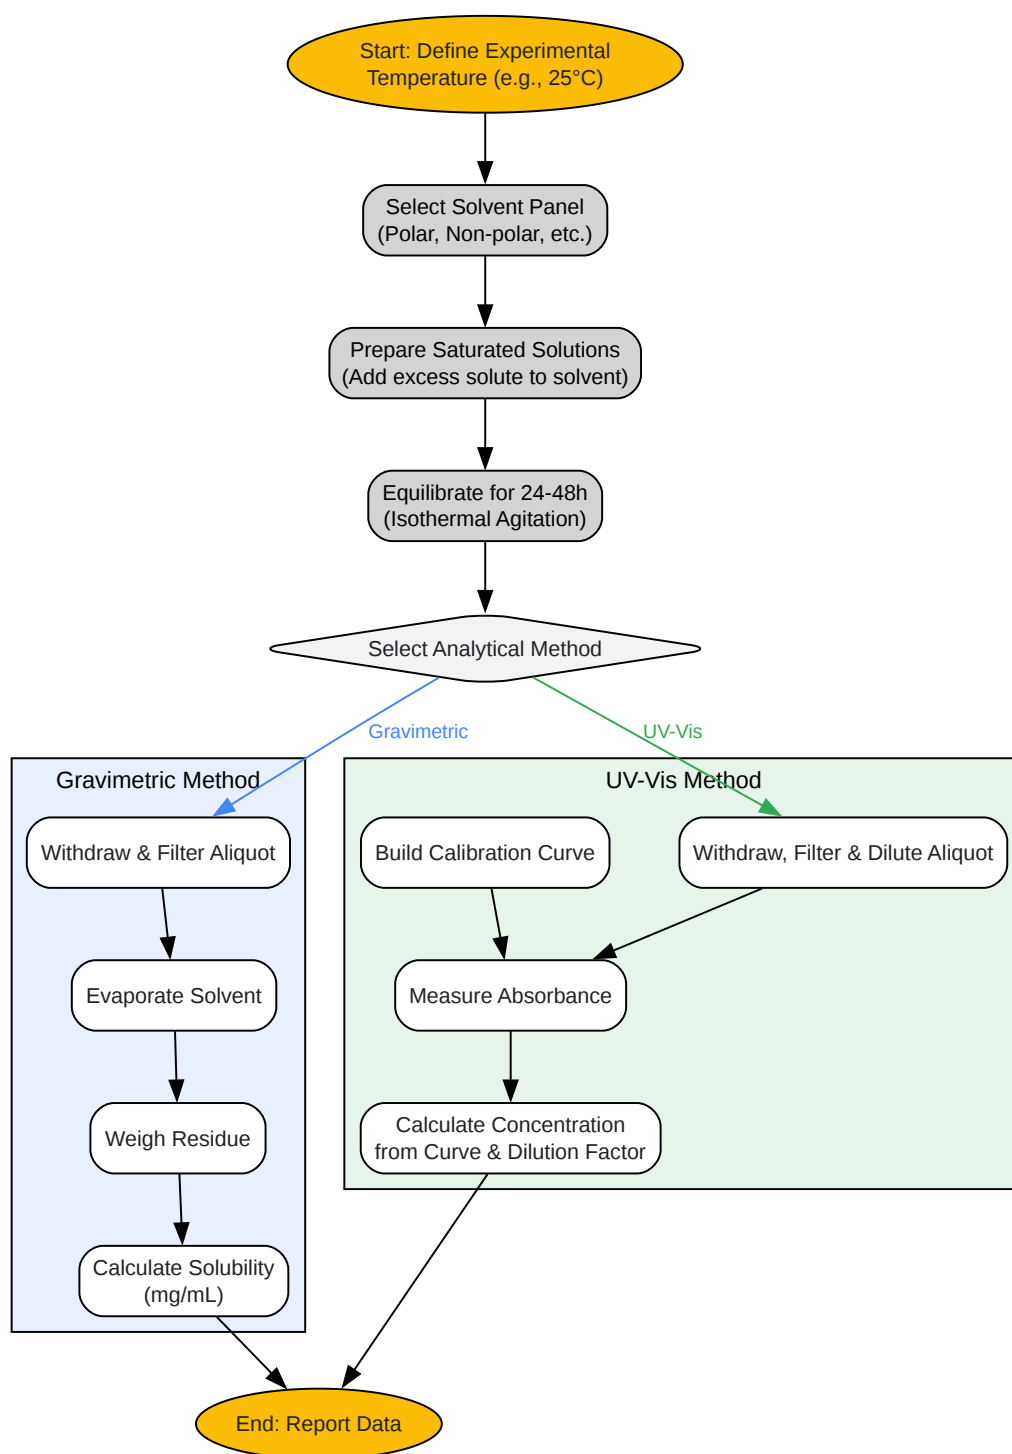 Start: Define Experimental
Temperature (e.g., 25°C)
Select Solvent Panel
(Polar, Non-polar, etc.)
Prepare Saturated Solutions
(Add excess solute to solvent)
Equilibrate for 24-48h
(Isothermal Agitation)
Select Analytical Method
Gravimetric
UV-Vis
Gravimetric Method
Withdraw & Filter Aliquot
Evaporate Solvent
Weigh Residue
Calculate Solubility
(mg/mL)
UV-Vis Method
Build Calibration Curve
Withdraw, Filter & Dilute Aliquot
Measure Absorbance
Calculate Concentration
from Curve & Dilution Factor
End: Report Data